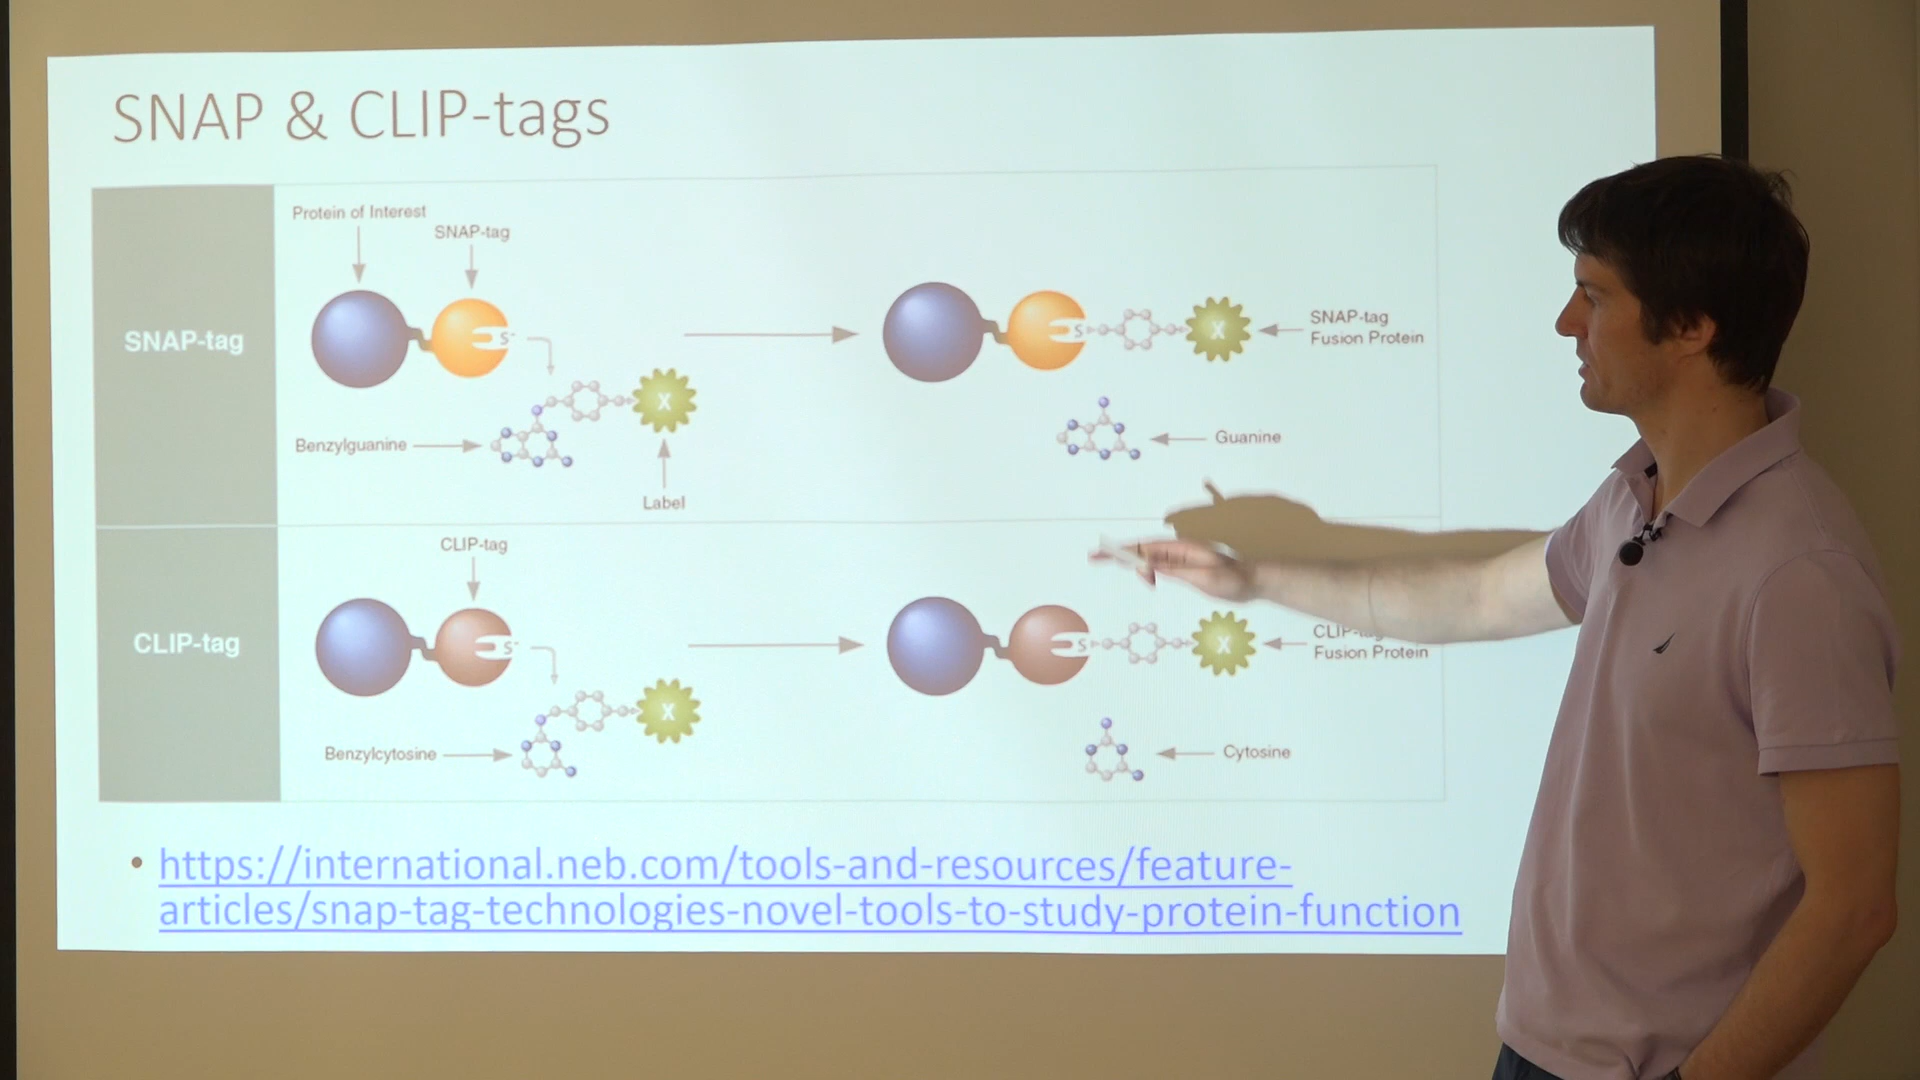 SNAP & CLIP-tags
SNAP-tag
Protein of Interest
SNAP-tag
S-
X
Benzylguanine
Label
S
X
SNAP-tag
Fusion Protein
Guanine
CLIP-tag
CLIP-tag
S-
X
Benzylcytosine
S
X
CLIP-tag
Fusion Protein
Cytosine
• https://international.neb.com/tools-and-resources/feature-
articles/snap-tag-technologies-novel-tools-to-study-protein-function